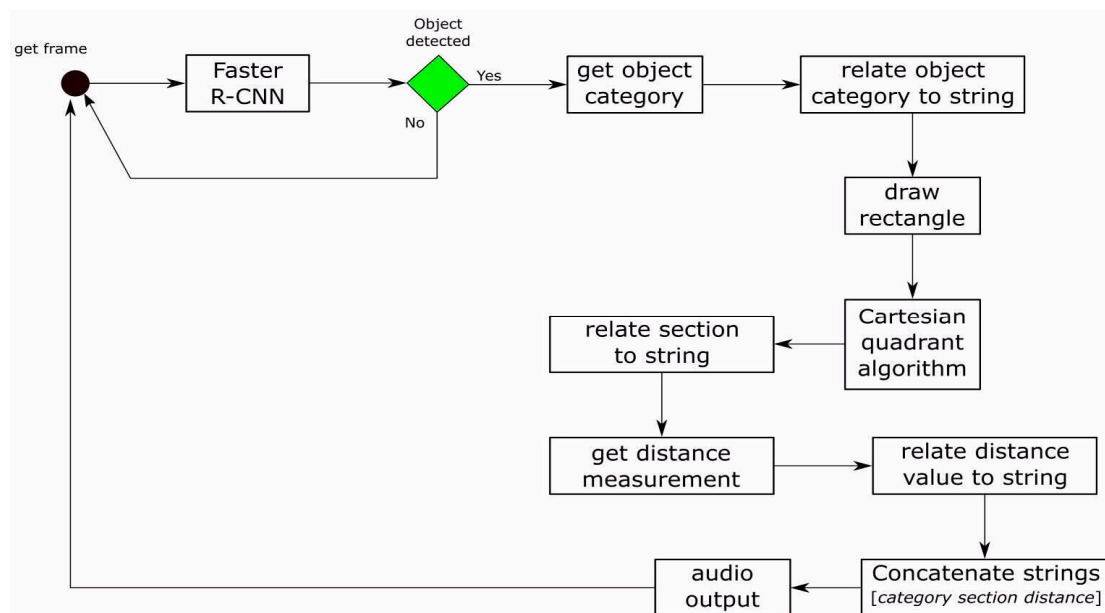 get frame
Faster
R-CNN
Object
detected
Yes
No
get object
category
relate object
category to string
draw
rectangle
Cartesian
quadrant
algorithm
relate section
to string
get distance
measurement
relate distance
value to string
Concatenate strings
[category section distance]
audio
output